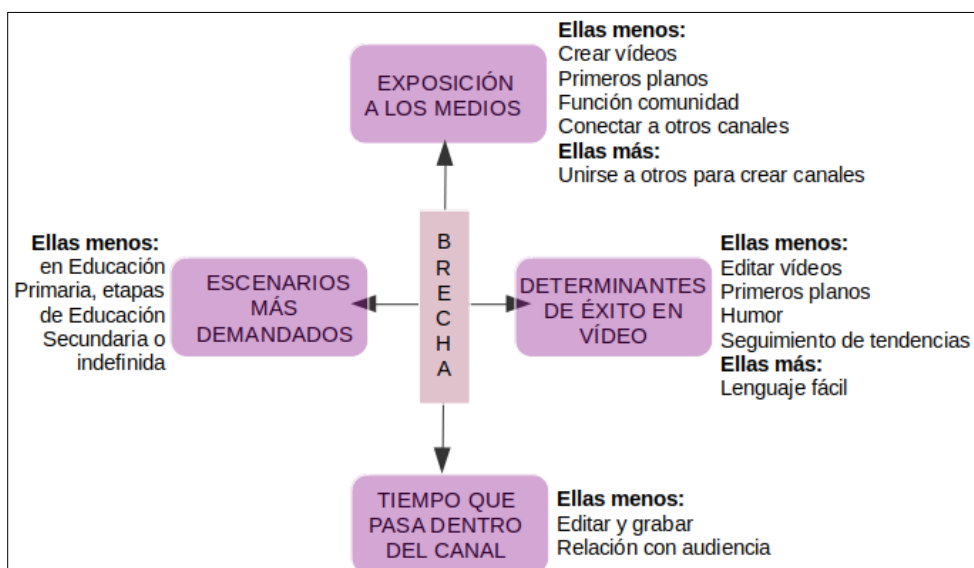 EXPOSICIÓN
A LOS MEDIOS
Ellas menos:
Crear vídeos
Primeros planos
Función comunidad
Conectar a otros canales
Ellas más:
Unirse a otros para crear canales
Ellas menos:
en Educación
Primaria, etapas
de Educación
Secundaria o
indefinida
ESCENARIOS
MÁS
DEMANDADOS
B
R
E
C
H
A
DETERMINANTES
DE ÉXITO EN
VÍDEO
Ellas menos:
Editar vídeos
Primeros planos
Humor
Seguimiento de tendencias
Ellas más:
Lenguaje fácil
TIEMPO QUE
PASA DENTRO
DEL CANAL
Ellas menos:
Editar y grabar
Relación con audiencia